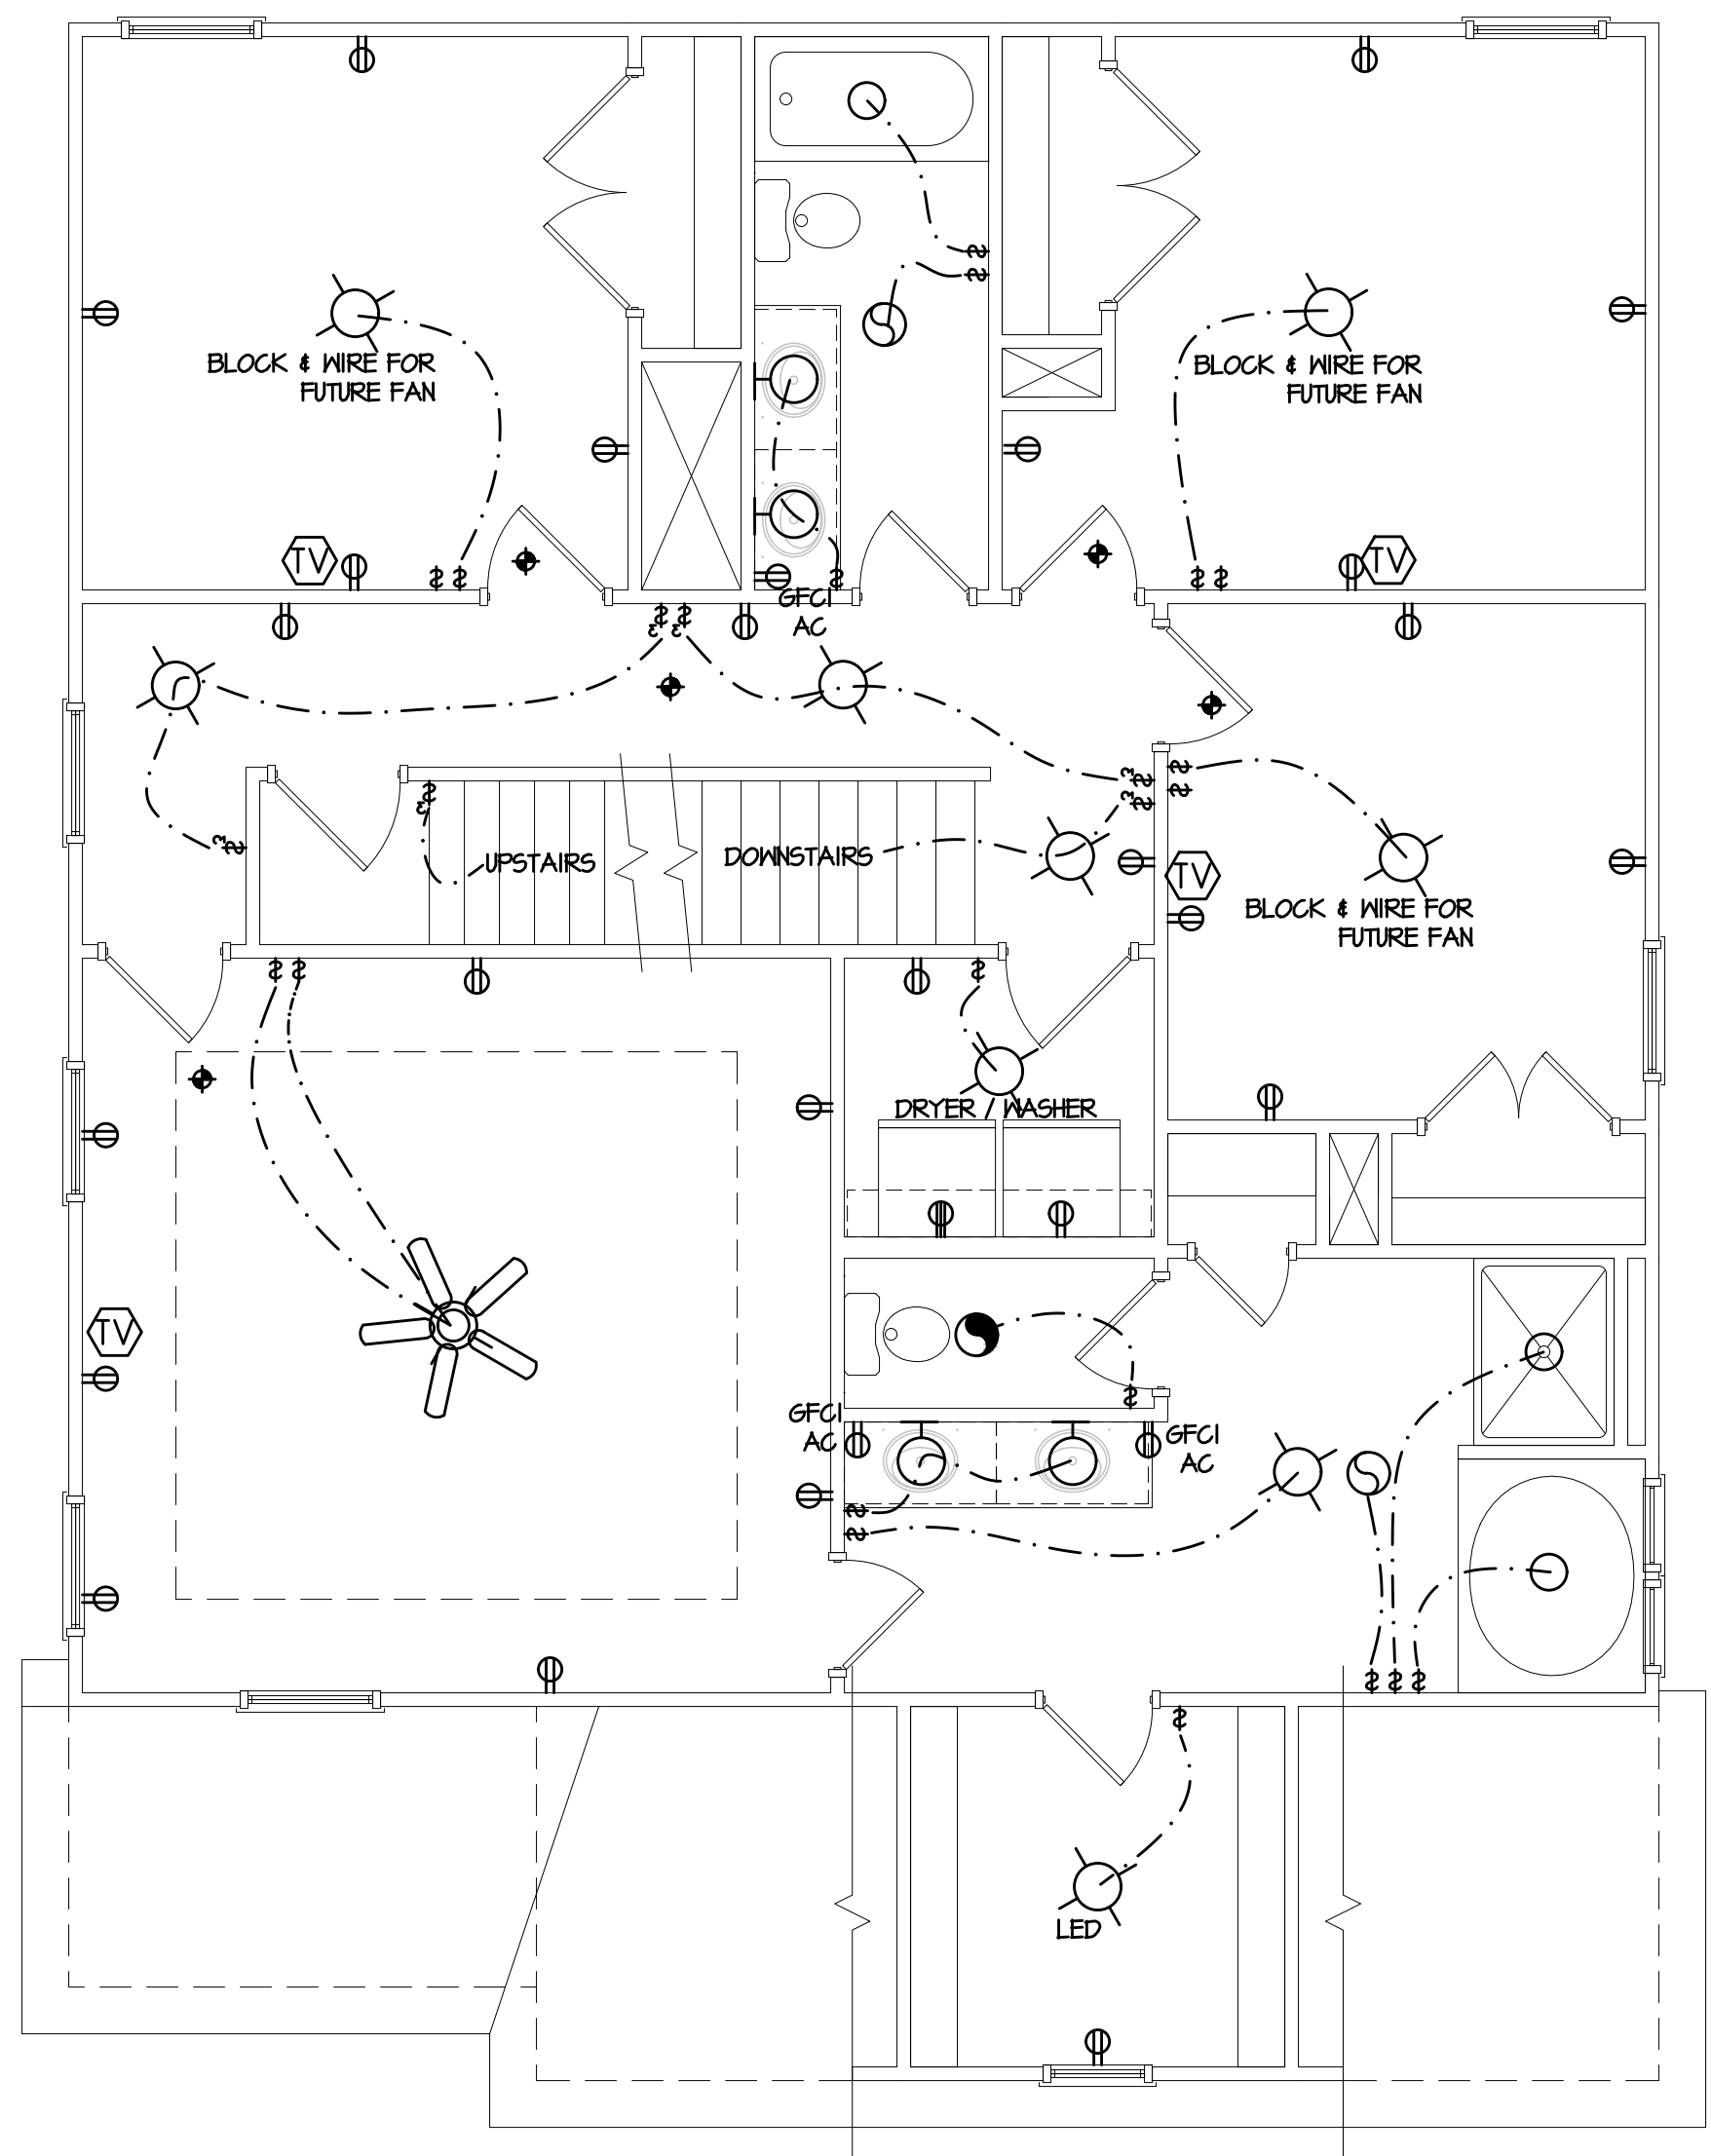 BLOCK & WIRE FOR
FUTURE FAN
BLOCK & WIRE FOR
FUTURE FAN
TV
TV
GFCI
AC
UPSTAIRS
DOWNSTAIRS
TV
BLOCK & WIRE FOR
FUTURE FAN
DRYER / WASHER
TV
GFCI
AC
GFCI
AC
LED